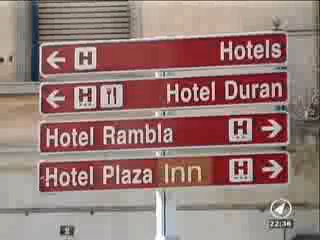 H Hotels
H Hotel Duran
Hotel Rambla H
Hotel Plaza Inn H
22:36